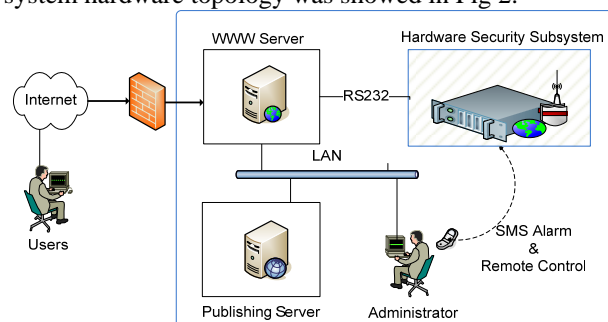 system hardware topology was showed in Fig 2.
WWW Server
Hardware Security Subsystem
Internet
RS232
LAN
Users
SMS Alarm
&
Remote Control
Publishing Server
Administrator